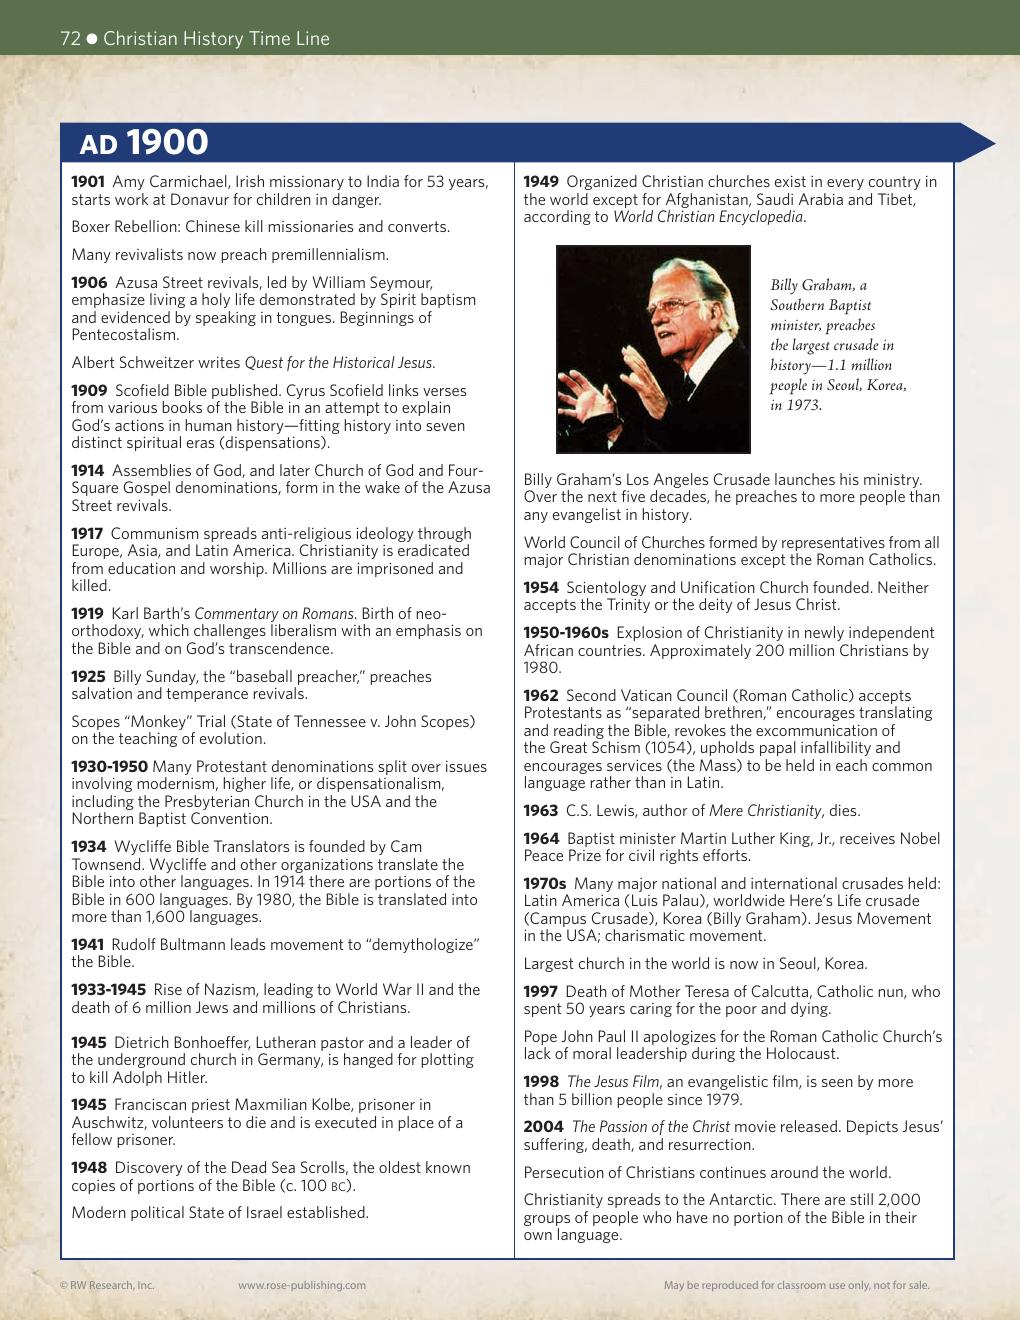 72 ● Christian History Time Line
AD 1900
1901 Amy Carmichael, Irish missionary to India for 53 years,
starts work at Donavur for children in danger.
Boxer Rebellion: Chinese kill missionaries and converts.
Many revivalists now preach premillennialism.
1906 Azusa Street revivals, led by William Seymour,
emphasize living a holy life demonstrated by Spirit baptism
and evidenced by speaking in tongues. Beginnings of
Pentecostalism.
Albert Schweitzer writes Quest for the Historical Jesus.
1909 Scofield Bible published. Cyrus Scofield links verses
from various books of the Bible in an attempt to explain
God's actions in human history—fitting history into seven
distinct spiritual eras (dispensations).
1914 Assemblies of God, and later Church of God and Four-
Square Gospel denominations, form in the wake of the Azusa
Street revivals.
1917 Communism spreads anti-religious ideology through
Europe, Asia, and Latin America. Christianity is eradicated
from education and worship. Millions are imprisoned and
killed.
1919 Karl Barth's Commentary on Romans. Birth of neo-
orthodoxy, which challenges liberalism with an emphasis on
the Bible and on God's transcendence.
1925 Billy Sunday, the “baseball preacher,” preaches
salvation and temperance revivals.
Scopes “Monkey” Trial (State of Tennessee v. John Scopes)
on the teaching of evolution.
1930-1950 Many Protestant denominations split over issues
involving modernism, higher life, or dispensationalism,
including the Presbyterian Church in the USA and the
Northern Baptist Convention.
1934 Wycliffe Bible Translators is founded by Cam
Townsend. Wycliffe and other organizations translate the
Bible into other languages. In 1914 there are portions of the
Bible in 600 languages. By 1980, the Bible is translated into
more than 1,600 languages.
1941 Rudolf Bultmann leads movement to “demythologize”
the Bible.
1933-1945 Rise of Nazism, leading to World War II and the
death of 6 million Jews and millions of Christians.
1945 Dietrich Bonhoeffer, Lutheran pastor and a leader of
the underground church in Germany, is hanged for plotting
to kill Adolph Hitler.
1945 Franciscan priest Maxmilian Kolbe, prisoner in
Auschwitz, volunteers to die and is executed in place of a
fellow prisoner.
1948 Discovery of the Dead Sea Scrolls, the oldest known
copies of portions of the Bible (c. 100 BC).
Modern political State of Israel established.
1949 Organized Christian churches exist in every country in
the world except for Afghanistan, Saudi Arabia and Tibet,
according to World Christian Encyclopedia.
Billy Graham, a
Southern Baptist
minister, preaches
the largest crusade in
history—1.1 million
people in Seoul, Korea,
in 1973.
Billy Graham's Los Angeles Crusade launches his ministry.
Over the next five decades, he preaches to more people than
any evangelist in history.
World Council of Churches formed by representatives from all
major Christian denominations except the Roman Catholics.
1954 Scientology and Unification Church founded. Neither
accepts the Trinity or the deity of Jesus Christ.
1950-1960s Explosion of Christianity in newly independent
African countries. Approximately 200 million Christians by
1980.
1962 Second Vatican Council (Roman Catholic) accepts
Protestants as “separated brethren,” encourages translating
and reading the Bible, revokes the excommunication of
the Great Schism (1054), upholds papal infallibility and
encourages services (the Mass) to be held in each common
language rather than in Latin.
1963 C.S. Lewis, author of Mere Christianity, dies.
1964 Baptist minister Martin Luther King, Jr., receives Nobel
Peace Prize for civil rights efforts.
1970s Many major national and international crusades held:
Latin America (Luis Palau), worldwide Here's Life crusade
(Campus Crusade), Korea (Billy Graham). Jesus Movement
in the USA; charismatic movement.
Largest church in the world is now in Seoul, Korea.
1997 Death of Mother Teresa of Calcutta, Catholic nun, who
spent 50 years caring for the poor and dying.
Pope John Paul II apologizes for the Roman Catholic Church's
lack of moral leadership during the Holocaust.
1998 The Jesus Film, an evangelistic film, is seen by more
than 5 billion people since 1979.
2004 The Passion of the Christ movie released. Depicts Jesus'
suffering, death, and resurrection.
Persecution of Christians continues around the world.
Christianity spreads to the Antarctic. There are still 2,000
groups of people who have no portion of the Bible in their
own language.
© RW Research, Inc. www.rose-publishing.com May be reproduced for classroom use only, not for sale.